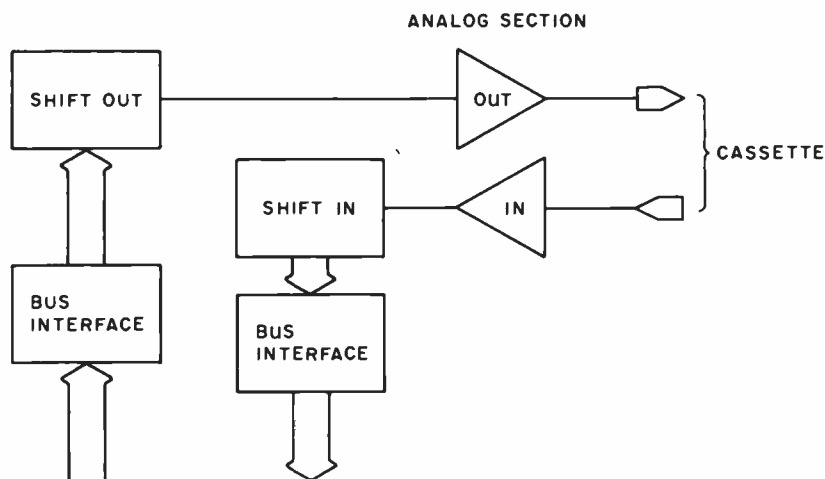 ANALOG SECTION
SHIFT OUT
OUT
CASSETTE
SHIFT IN
IN
BUS
INTERFACE
BUS
INTERFACE